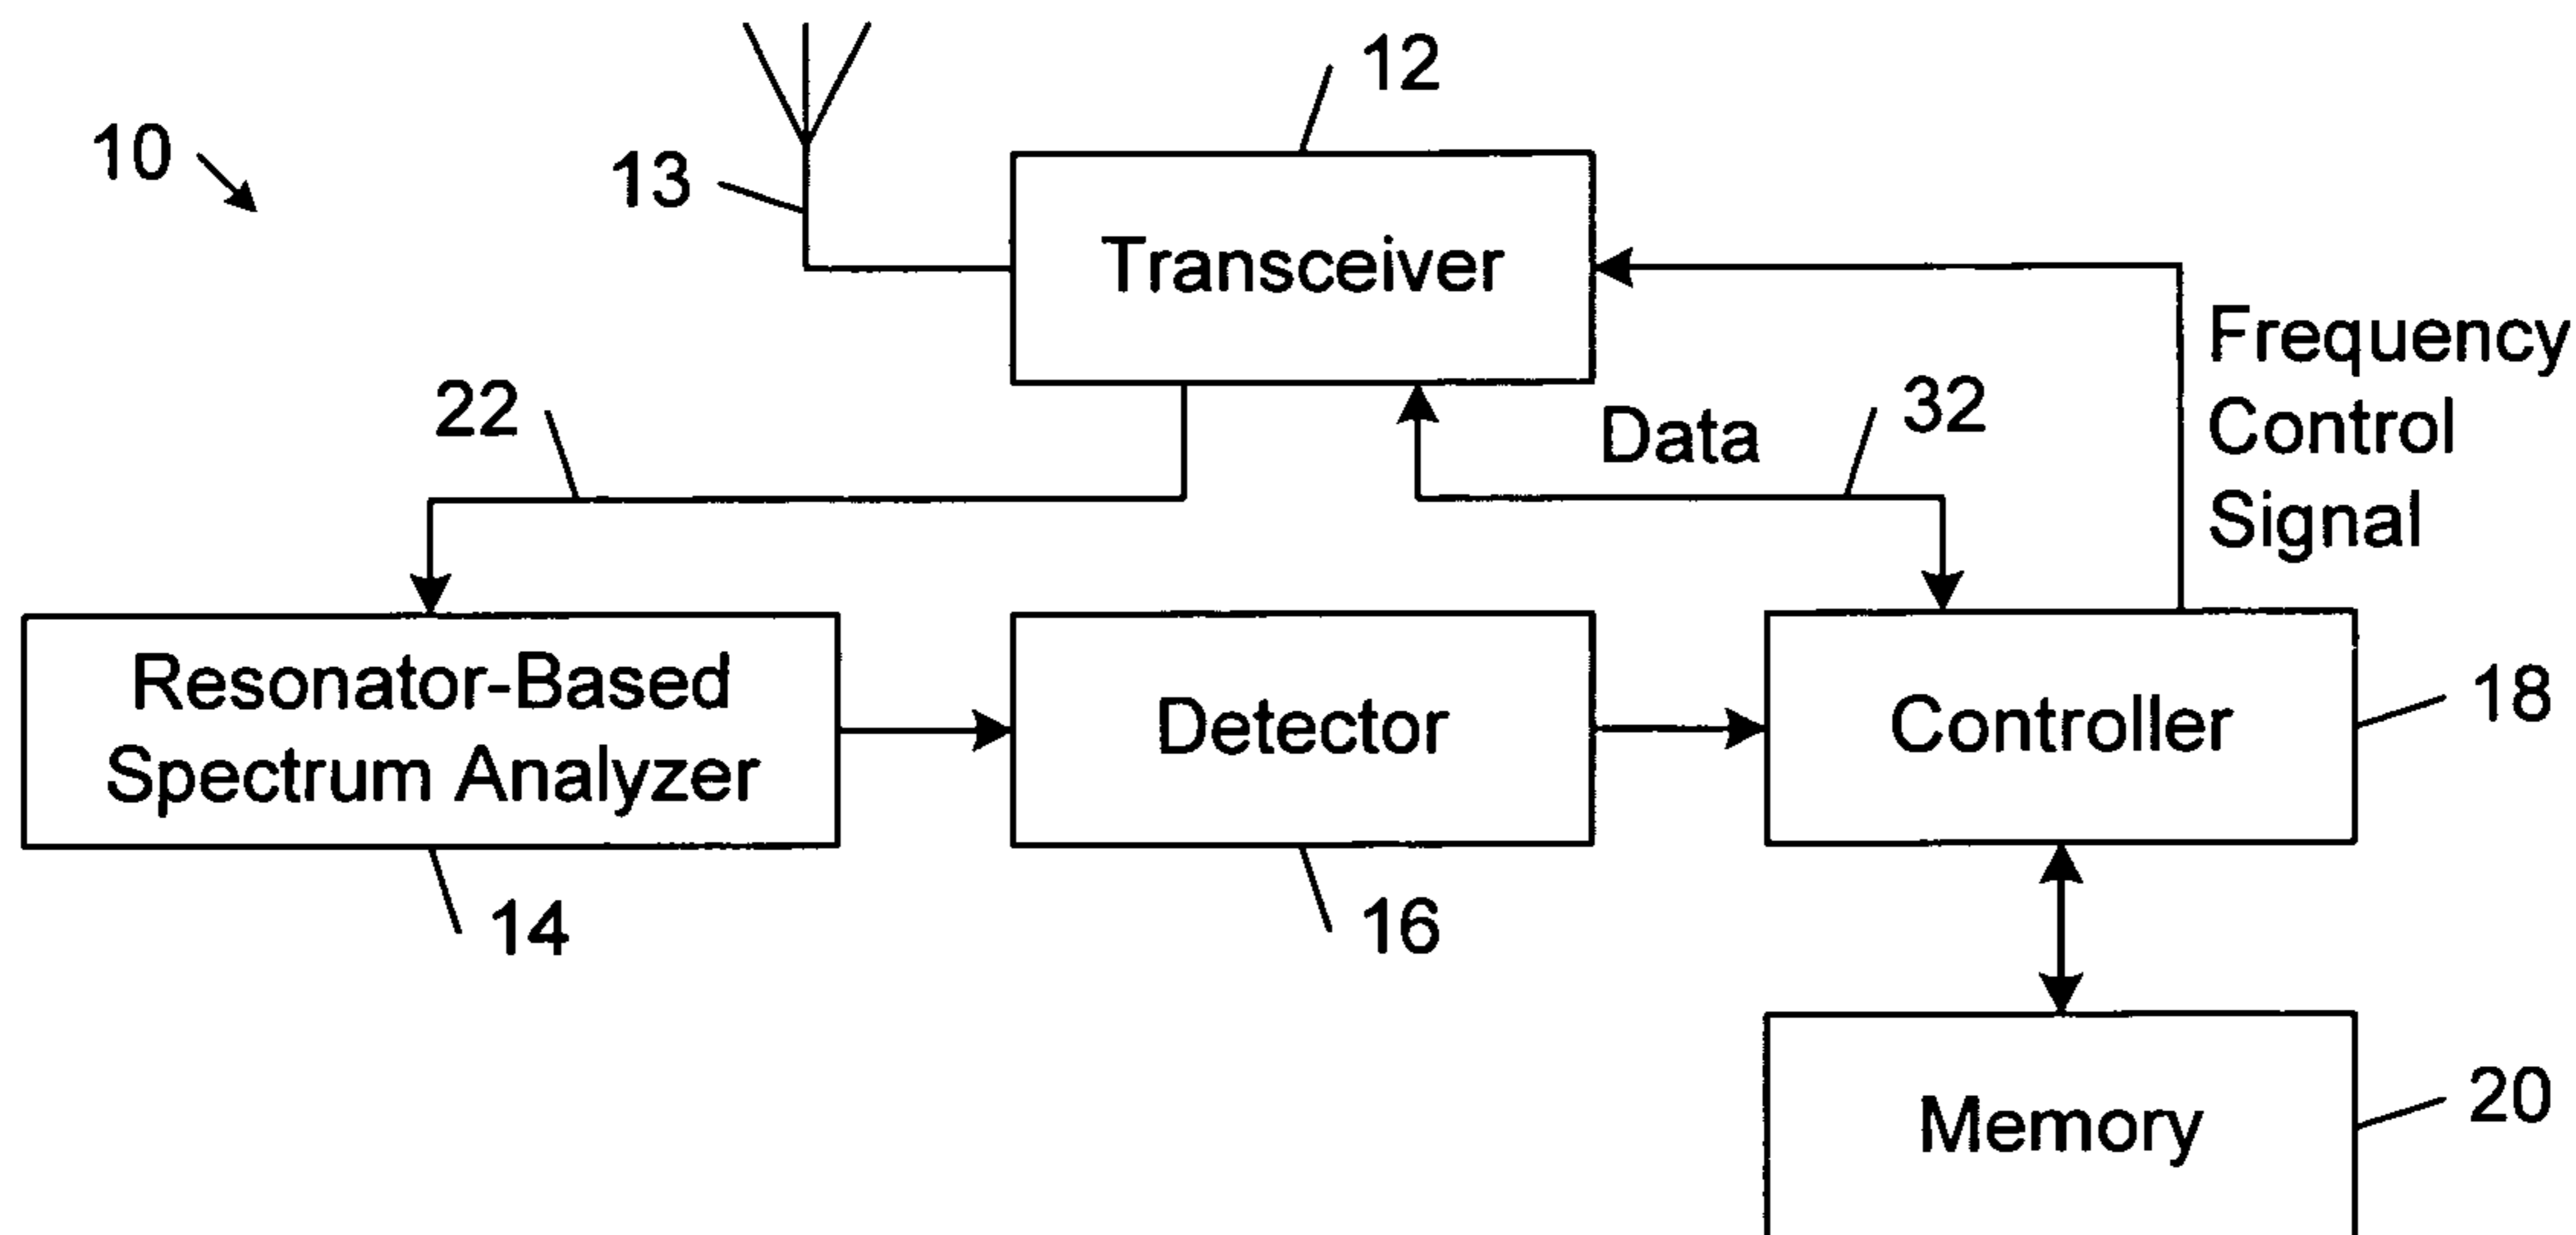 12
10
13
Transceiver
Frequency
Control
Signal
22
Data
32
Resonator-Based
Spectrum Analyzer
Detector
Controller
18
14
16
Memory
20